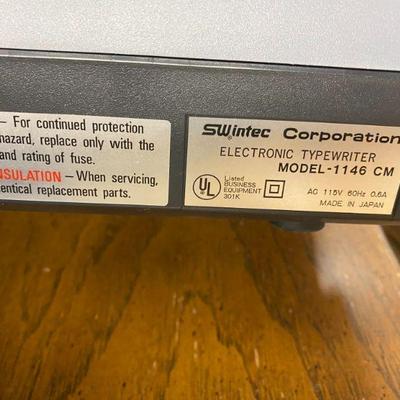 – For continued protection
hazard, replace only with the
and rating of fuse.
INSULATION – When servicing,
entical replacement parts.
Swintec Corporation
ELECTRONIC TYPEWRITER
MODEL-1146 CM
UL
Listed
BUSINESS
EQUIPMENT
301K
AC 115V 60Hz 0.6A
MADE IN JAPAN